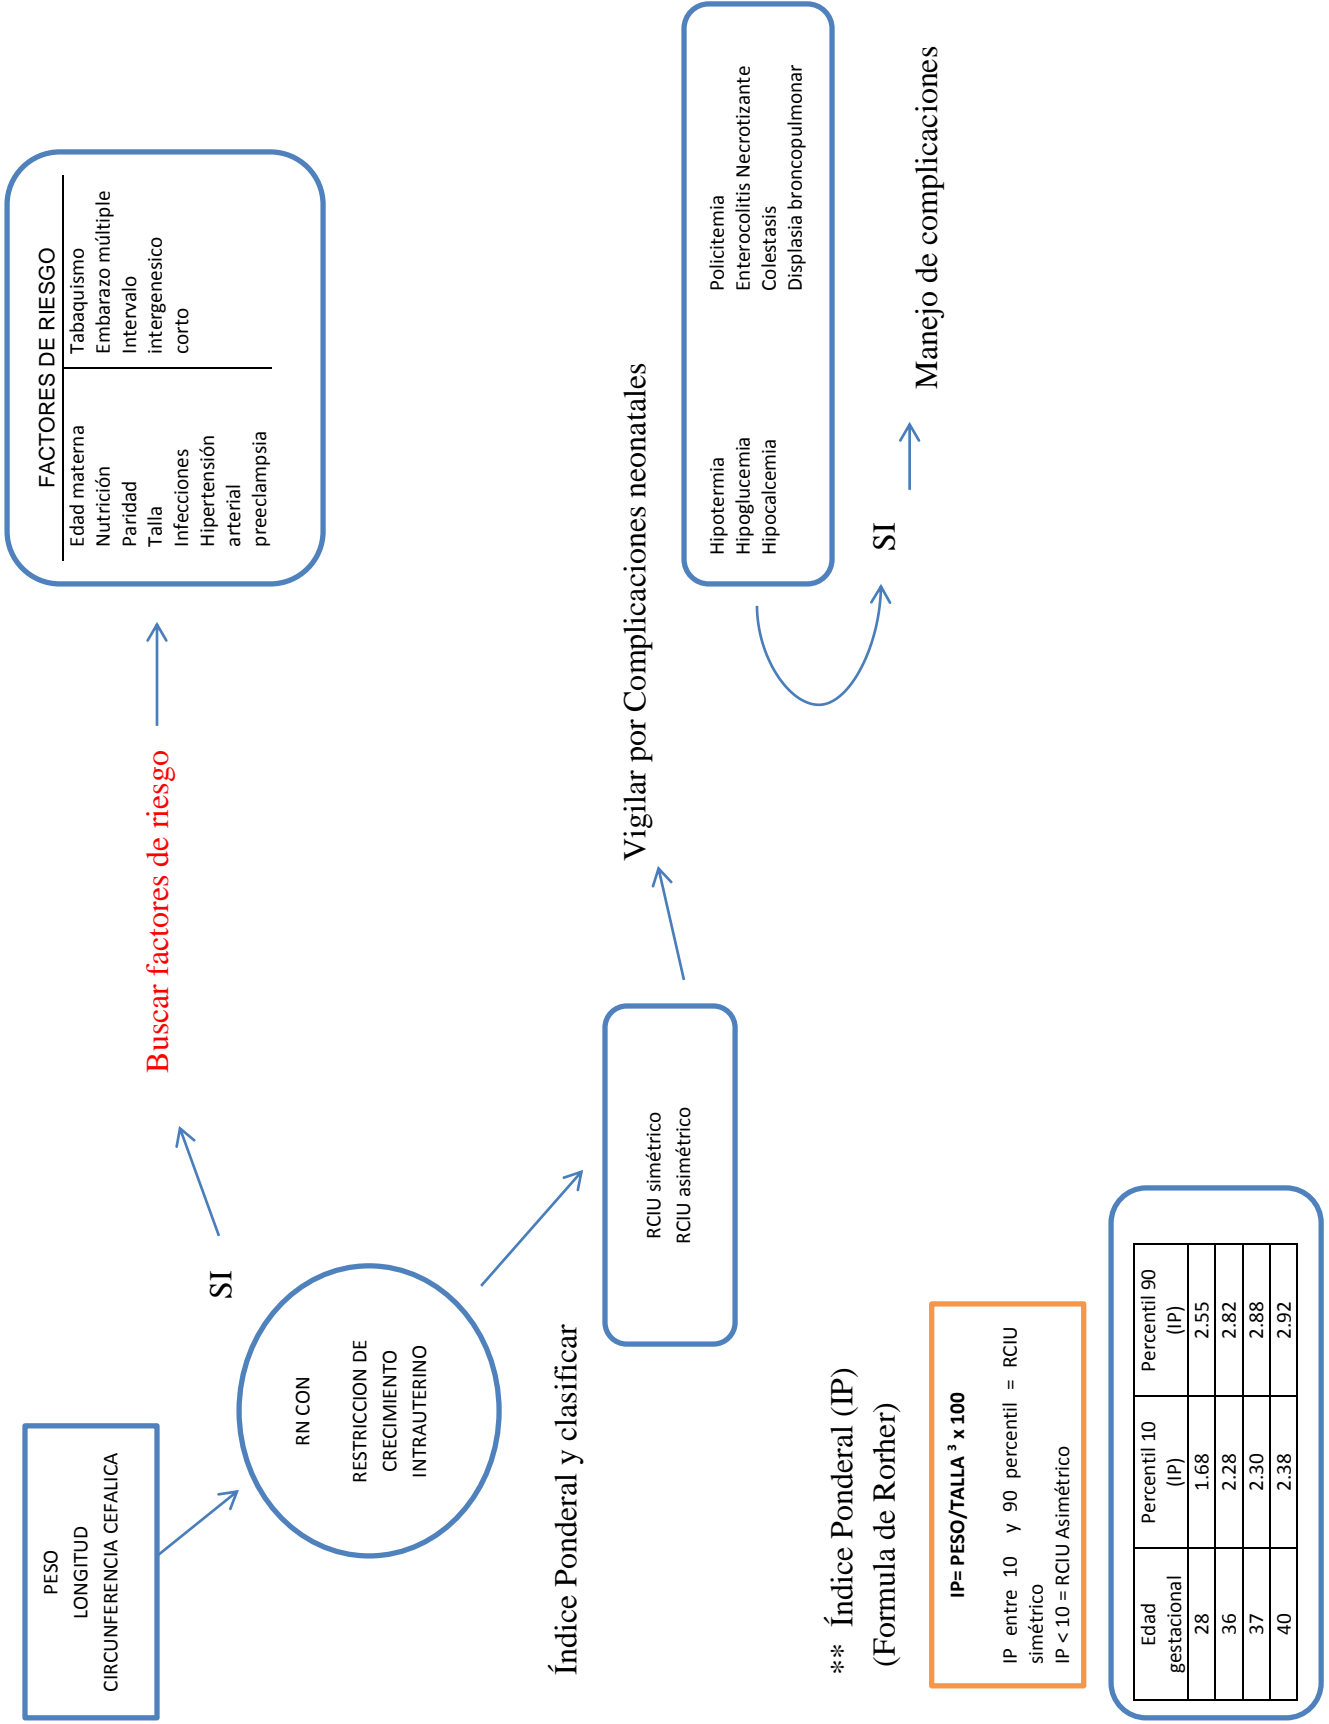 PESO
LONGITUD
CIRCUNFERENCIA CEFALICA
SI
Buscar factores de riesgo
FACTORES DE RIESGO
Edad materna
Nutrición
Paridad
Talla
Infecciones
Hipertensión
arterial
preeclampsia
Tabaquismo
Embarazo múltiple
Intervalo
intergenesico
corto
RN CON
RESTRICCION DE
CRECIMIENTO
INTRAUTERINO
Índice Ponderal y clasificar
RCIU simétrico
RCIU asimétrico
Vigilar por Complicaciones neonatales
Hipotermia
Hipoglucemia
Hipocalcemia
Policitemia
Enterocolitis Necrotizante
Colestasis
Displasia broncopulmonar
SI
Manejo de complicaciones
** Índice Ponderal (IP)
(Formula de Rorher)
IP= PESO/TALLA ³ x 100
IP entre 10 y 90 percentil = RCIU
simétrico
IP < 10 = RCIU Asimétrico
Edad gestacional Percentil 10 (IP) Percentil 90 (IP)
28 1.68 2.55
36 2.28 2.82
37 2.30 2.88
40 2.38 2.92